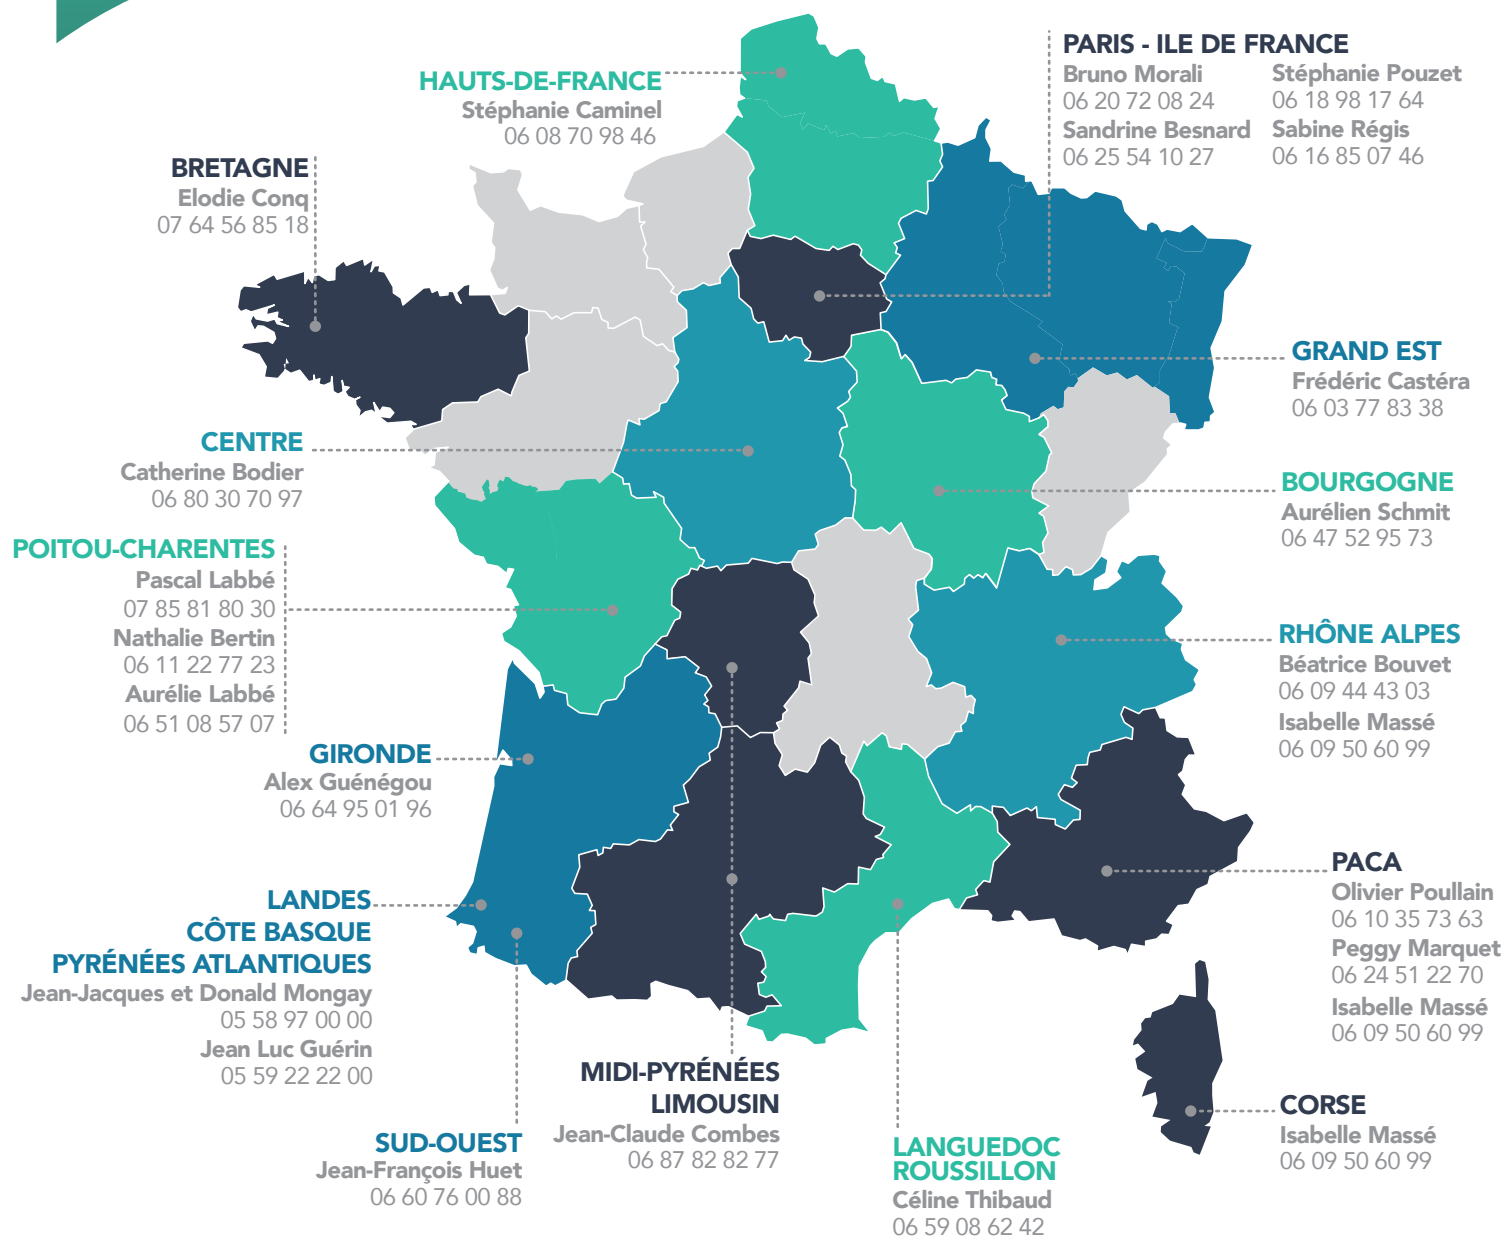 HAUTS-DE-FRANCE
Stéphanie Caminel
06 08 70 98 46
PARIS - ILE DE FRANCE
Bruno Morali
06 20 72 08 24
Sandrine Besnard
06 25 54 10 27
Stéphanie Pouzet
06 18 98 17 64
Sabine Régis
06 16 85 07 46
BRETAGNE
Elodie Conq
07 64 56 85 18
GRAND EST
Frédéric Castéra
06 03 77 83 38
CENTRE
Catherine Bodier
06 80 30 70 97
BOURGOGNE
Aurélien Schmit
06 47 52 95 73
POITOU-CHARENTES
Pascal Labbé
07 85 81 80 30
Nathalie Bertin
06 11 22 77 23
Aurélie Labbé
06 51 08 57 07
RHÔNE ALPES
Béatrice Bouvet
06 09 44 43 03
Isabelle Massé
06 09 50 60 99
GIRONDE
Alex Guénégou
06 64 95 01 96
PACA
Olivier Poullain
06 10 35 73 63
Peggy Marquet
06 24 51 22 70
Isabelle Massé
06 09 50 60 99
LANDES
CÔTE BASQUE
PYRÉNÉES ATLANTIQUES
Jean-Jacques et Donald Mongay
05 58 97 00 00
Jean Luc Guérin
05 59 22 22 00
MIDI-PYRÉNÉES
LIMOUSIN
Jean-Claude Combes
06 87 82 82 77
CORSE
Isabelle Massé
06 09 50 60 99
SUD-OUEST
Jean-François Huet
06 60 76 00 88
LANGUEDOC
ROUSSILLON
Céline Thibaud
06 59 08 62 42